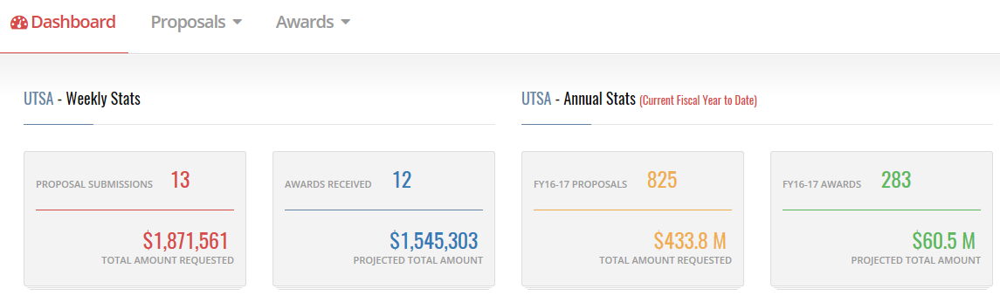 Dashboard Proposals Awards
UTSA - Weekly Stats
UTSA - Annual Stats (Current Fiscal Year to Date)
PROPOSAL SUBMISSIONS 13
$1,871,561
TOTAL AMOUNT REQUESTED
AWARDS RECEIVED 12
$1,545,303
PROJECTED TOTAL AMOUNT
FY16-17 PROPOSALS 825
$433.8 M
TOTAL AMOUNT REQUESTED
FY16-17 AWARDS 283
$60.5 M
PROJECTED TOTAL AMOUNT